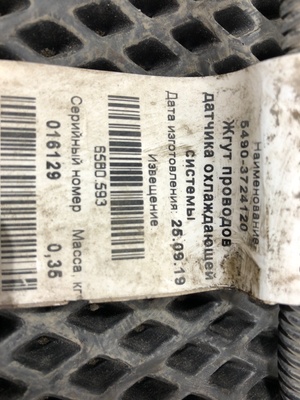 Наименование
5490-3724120
Жгут проводов
датчика охлаждающей
системы
Дата изготовления: 25.09.19
Извещение
6580.593
Серийный номер Масса кг
016129 0,35